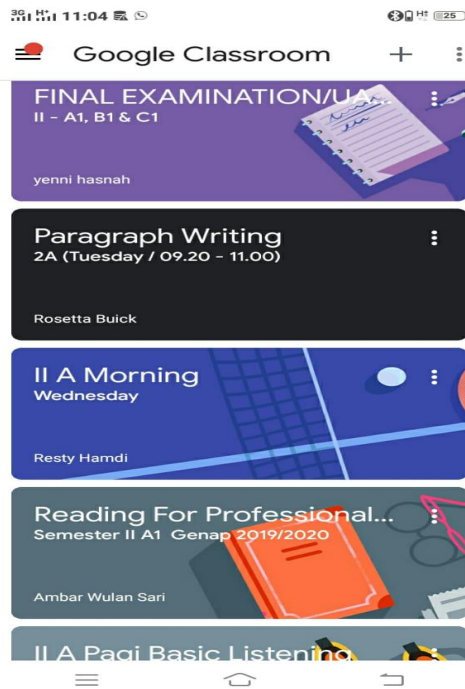 3G H+ 11:04 H‡ 25
Google Classroom
FINAL EXAMINATION/UA...
II - A1, B1 & C1
yenni hasnah
Paragraph Writing
2A (Tuesday / 09.20 - 11.00)
Rosetta Buick
II A Morning
Wednesday
Resty Hamdi
Reading For Professional...
Semester II A1 Genap 2019/2020
Ambar Wulan Sari
II A Pagi Basic Listening